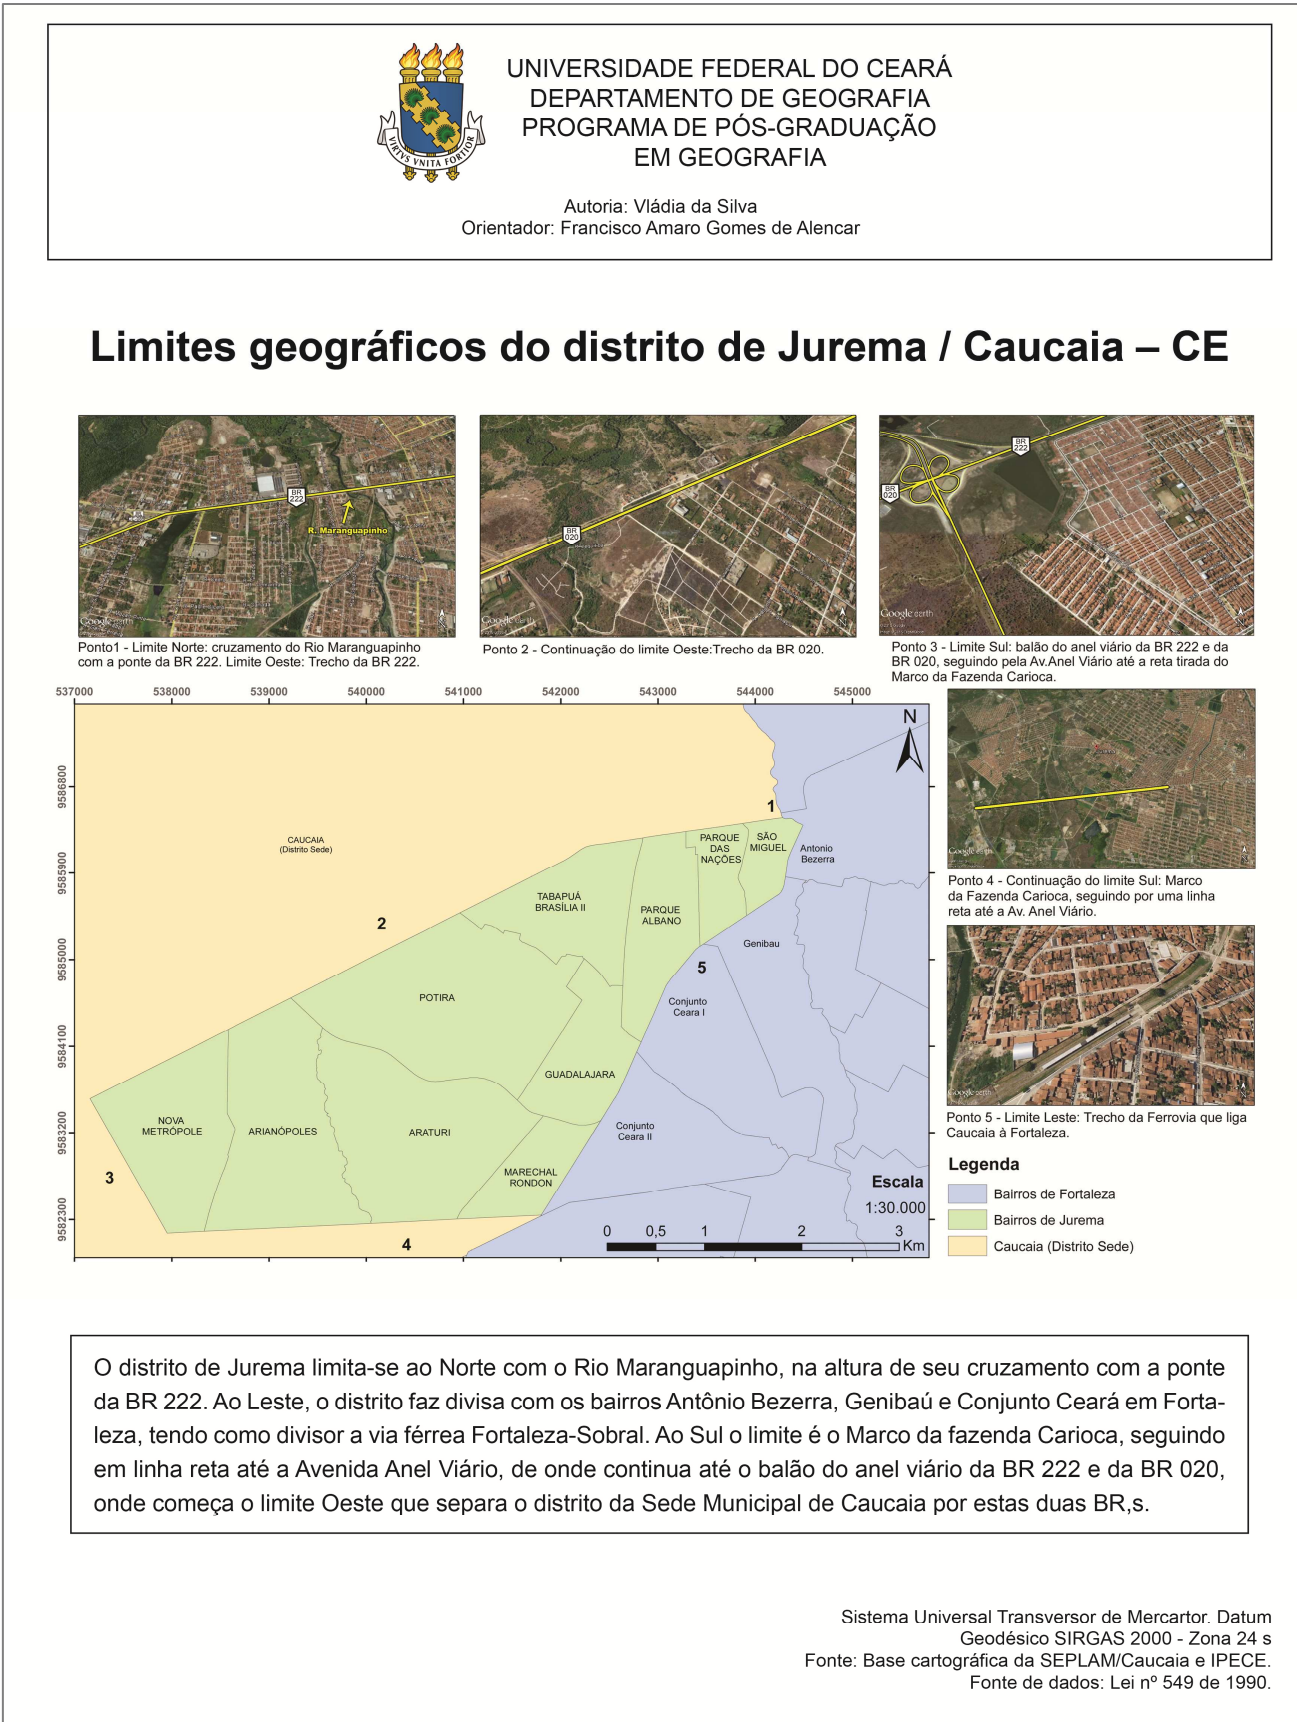 VIRTVS VNITA FORTIOR
UNIVERSIDADE FEDERAL DO CEARÁ
DEPARTAMENTO DE GEOGRAFIA
PROGRAMA DE PÓS-GRADUAÇÃO
EM GEOGRAFIA
Autoria: Vládia da Silva
Orientador: Francisco Amaro Gomes de Alencar
Limites geográficos do distrito de Jurema / Caucaia – CE
BR
222
R. Maranguapinho
Google earth
N
Ponto1 - Limite Norte: cruzamento do Rio Maranguapinho
com a ponte da BR 222. Limite Oeste: Trecho da BR 222.
BR
020
Google earth
N
Ponto 2 - Continuação do limite Oeste:Trecho da BR 020.
BR
222
BR
020
Google earth
N
Ponto 3 - Limite Sul: balão do anel viário da BR 222 e da
BR 020, seguindo pela Av.Anel Viário até a reta tirada do
Marco da Fazenda Carioca.
537000 538000 539000 540000 541000 542000 543000 544000 545000
9586800
9585900
9585000
9584100
9583200
9582300
N
1
CAUCAIA
(Distrito Sede)
PARQUE
DAS
NAÇÕES
SÃO
MIGUEL
Antonio
Bezerra
TABAPUÁ
BRASÍLIA II
PARQUE
ALBANO
2
Genibau
5
POTIRA
Conjunto
Ceara I
GUADALAJARA
NOVA
METRÓPOLE
ARIANÓPOLES
ARATURI
Conjunto
Ceara II
3
MARECHAL
RONDON
4
Escala
1:30.000
0 0,5 1 2 3
Km
Google earth
N
Ponto 4 - Continuação do limite Sul: Marco
da Fazenda Carioca, seguindo por uma linha
reta até a Av. Anel Viário.
Google earth
N
Ponto 5 - Limite Leste: Trecho da Ferrovia que liga
Caucaia à Fortaleza.
Legenda
Bairros de Fortaleza
Bairros de Jurema
Caucaia (Distrito Sede)
O distrito de Jurema limita-se ao Norte com o Rio Maranguapinho, na altura de seu cruzamento com a ponte
da BR 222. Ao Leste, o distrito faz divisa com os bairros Antônio Bezerra, Genibaú e Conjunto Ceará em Forta-
leza, tendo como divisor a via férrea Fortaleza-Sobral. Ao Sul o limite é o Marco da fazenda Carioca, seguindo
em linha reta até a Avenida Anel Viário, de onde continua até o balão do anel viário da BR 222 e da BR 020,
onde começa o limite Oeste que separa o distrito da Sede Municipal de Caucaia por estas duas BR,s.
Sistema Universal Transversor de Mercartor. Datum
Geodésico SIRGAS 2000 - Zona 24 s
Fonte: Base cartográfica da SEPLAM/Caucaia e IPECE.
Fonte de dados: Lei nº 549 de 1990.